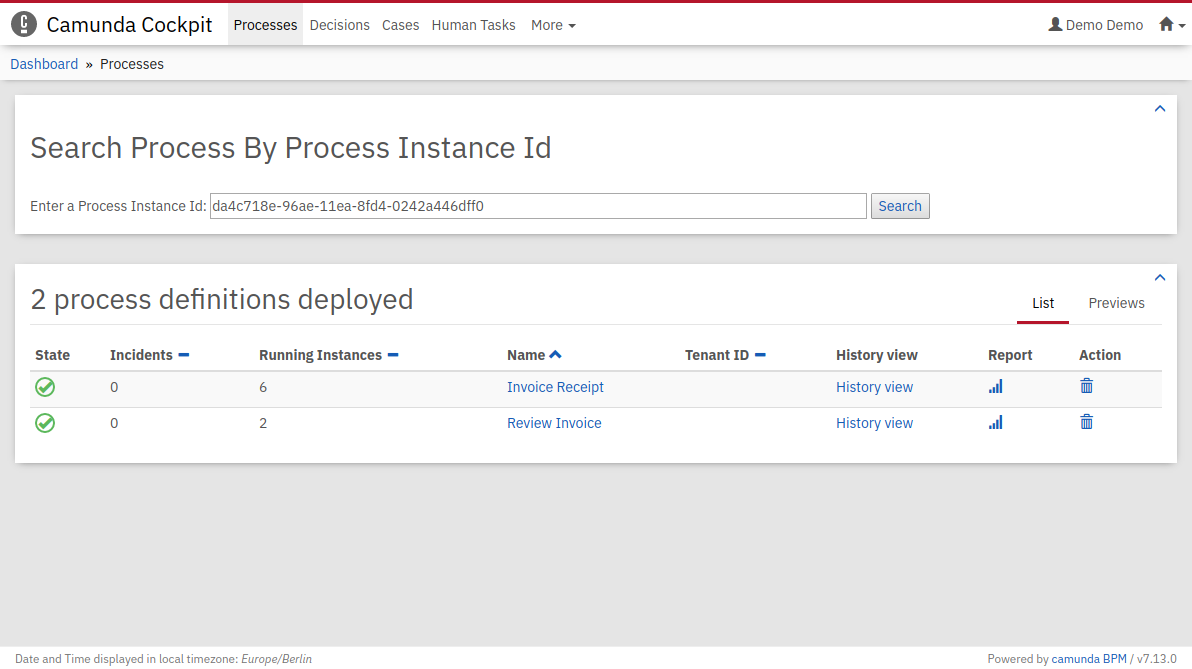 Camunda Cockpit Processes Decisions Cases Human Tasks More Demo Demo
Dashboard » Processes
Search Process By Process Instance Id
Enter a Process Instance Id: da4c718e-96ae-11ea-8fd4-0242a446dff0 Search
2 process definitions deployed
List Previews
State Incidents Running Instances Name Tenant ID History view Report Action
0 6 Invoice Receipt History view
0 2 Review Invoice History view
Date and Time displayed in local timezone: Europe/Berlin Powered by camunda BPM / v7.13.0